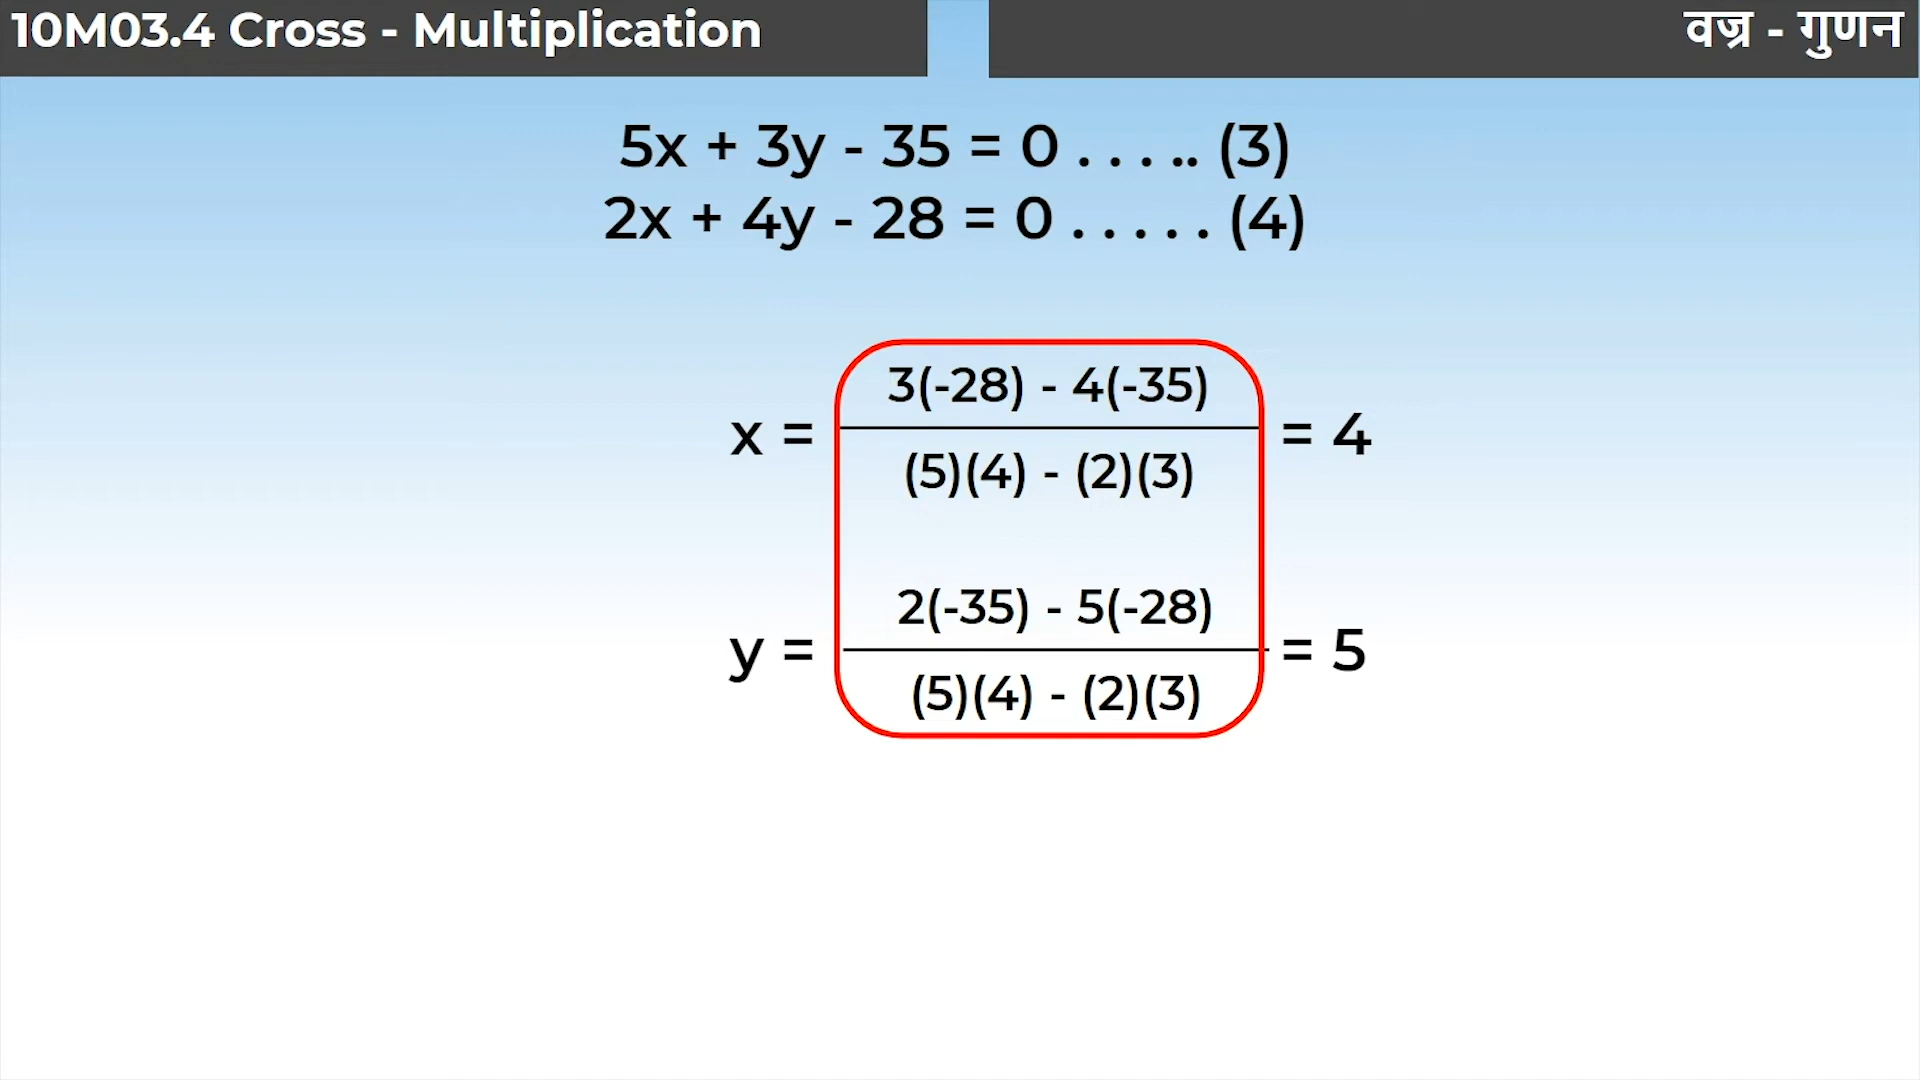 10M03.4 Cross - Multiplication
वज्र - गुणन
5x + 3y - 35 = 0 . . . .. (3)
2x + 4y - 28 = 0 . . . . . (4)
3(-28) - 4(-35)
x = = 4
(5)(4) - (2)(3)
2(-35) - 5(-28)
y = = 5
(5)(4) - (2)(3)